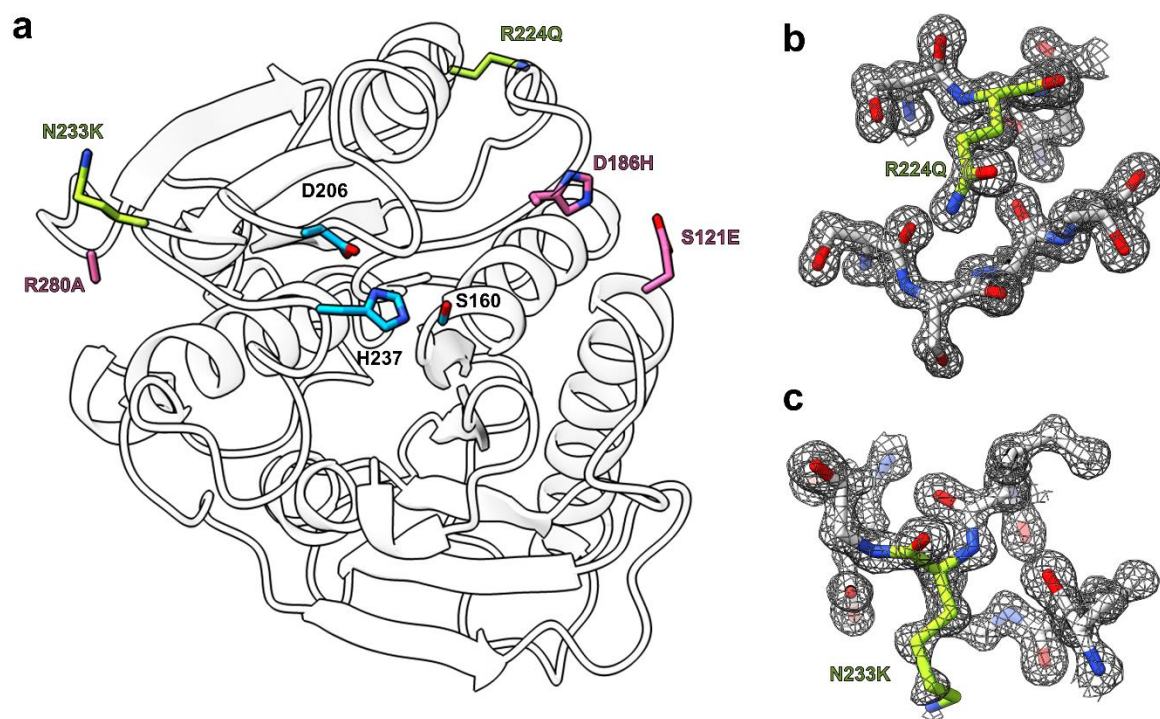 a
R224Q
N233K
D206
D186H
S121E
R280A
S160
H237
b
R224Q
c
N233K